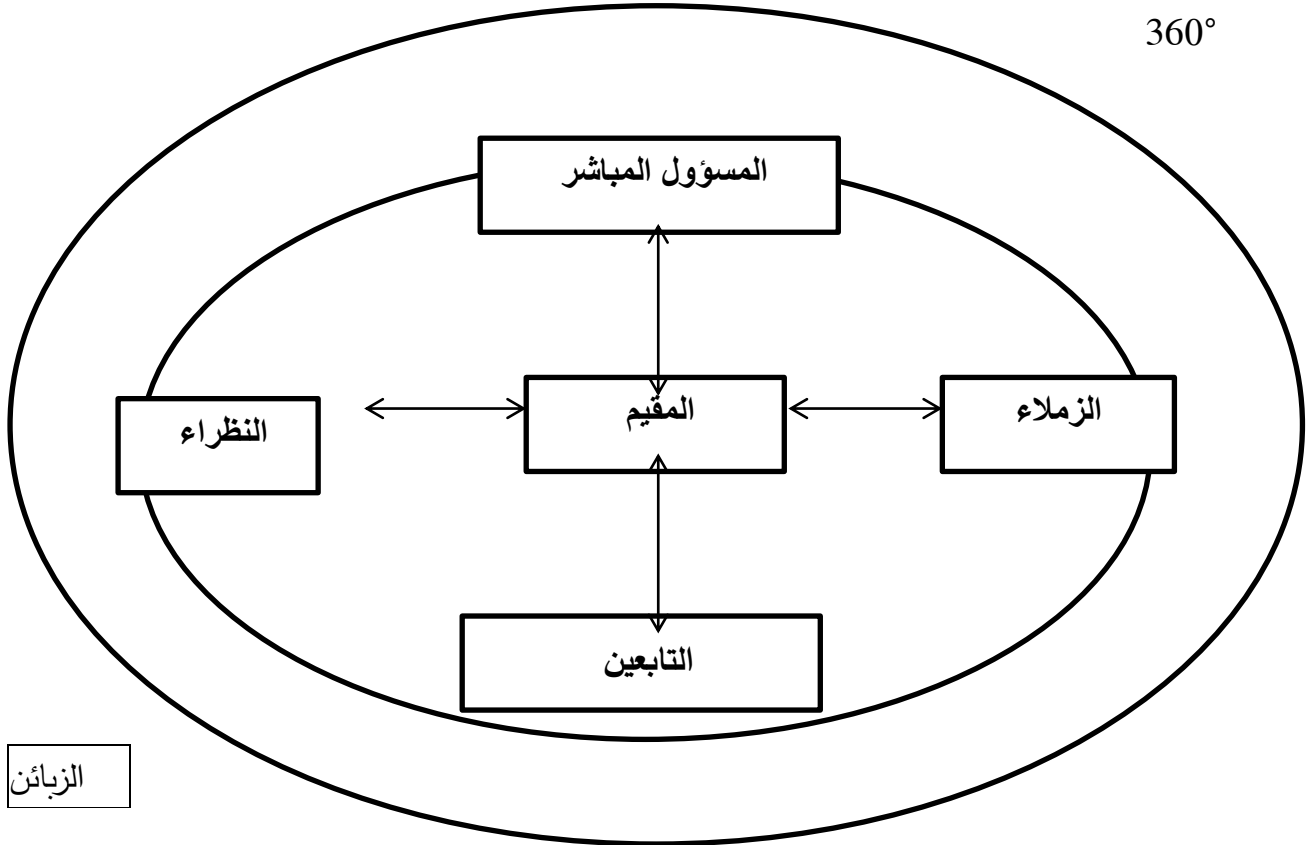 360°
المسؤول المباشر
الزملاء
المقيم
النظراء
التابعين
الزبائن